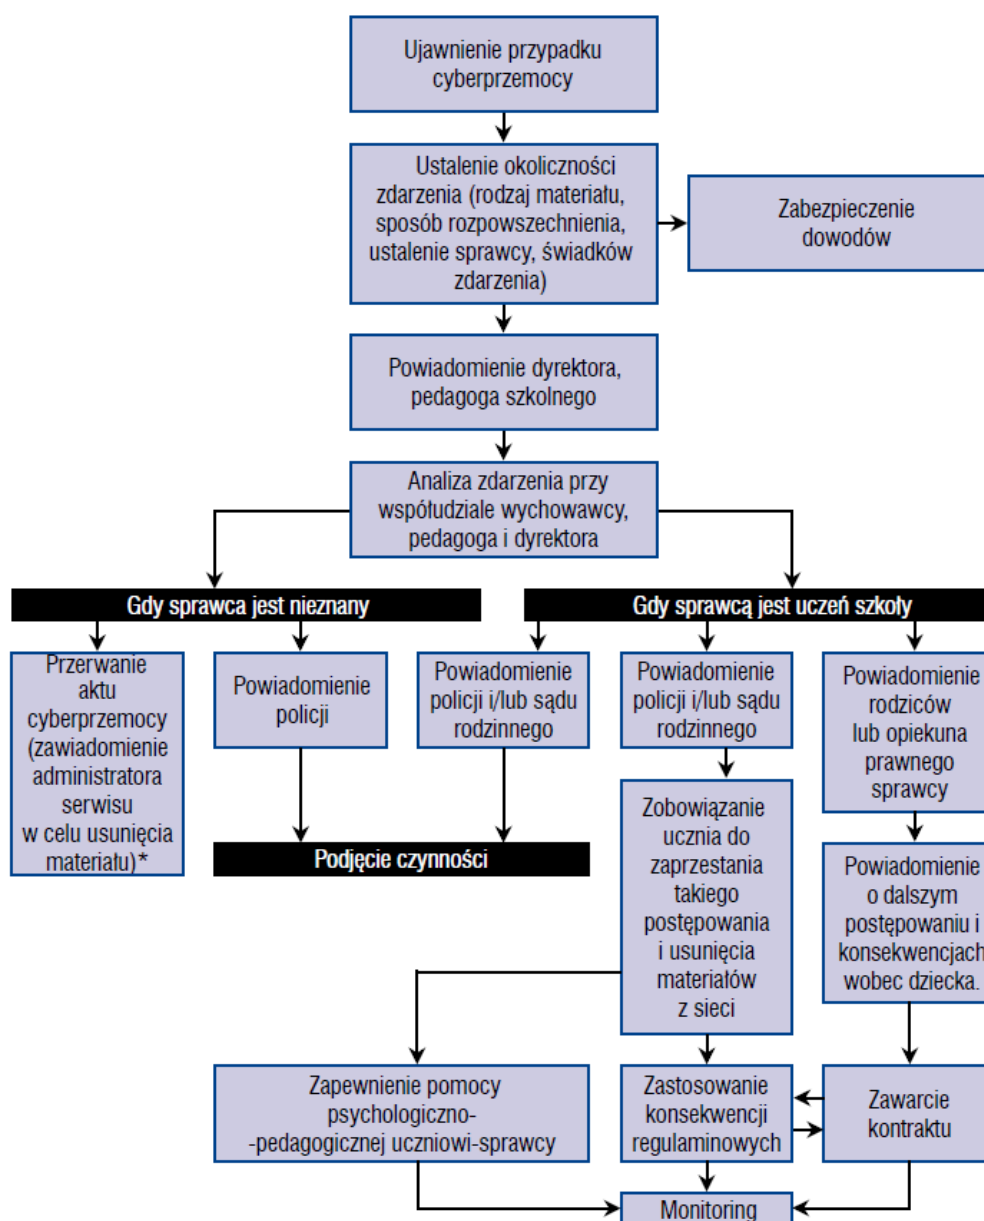 Ujawnienie przypadku
cyberprzemocy
Ustalenie okoliczności
zdarzenia (rodzaj materiału,
sposób rozpowszechnienia,
ustalenie sprawcy, świadków
zdarzenia)
Zabezpieczenie
dowodów
Powiadomienie dyrektora,
pedagoga szkolnego
Analiza zdarzenia przy
współudziale wychowawcy,
pedagoga i dyrektora
Gdy sprawca jest nieznany
Gdy sprawcą jest uczeń szkoły
Przerwanie
aktu
cyberprzemocy
(zawiadomienie
administratora
serwisu
w celu usunięcia
materiału)*
Powiadomienie
policji
Powiadomienie
policji i/lub sądu
rodzinnego
Powiadomienie
policji i/lub sądu
rodzinnego
Powiadomienie
rodziców
lub opiekuna
prawnego
sprawcy
Podjęcie czynności
Zobowiązanie
ucznia do
zaprzestania
takiego
postępowania
i usunięcia
materiałów
z sieci
Powiadomienie
o dalszym
postępowaniu i
konsekwencjach
wobec dziecka.
Zapewnienie pomocy
psychologiczno-
-pedagogicznej uczniowi-sprawcy
Zastosowanie
konsekwencji
regulaminowych
Zawarcie
kontraktu
Monitoring